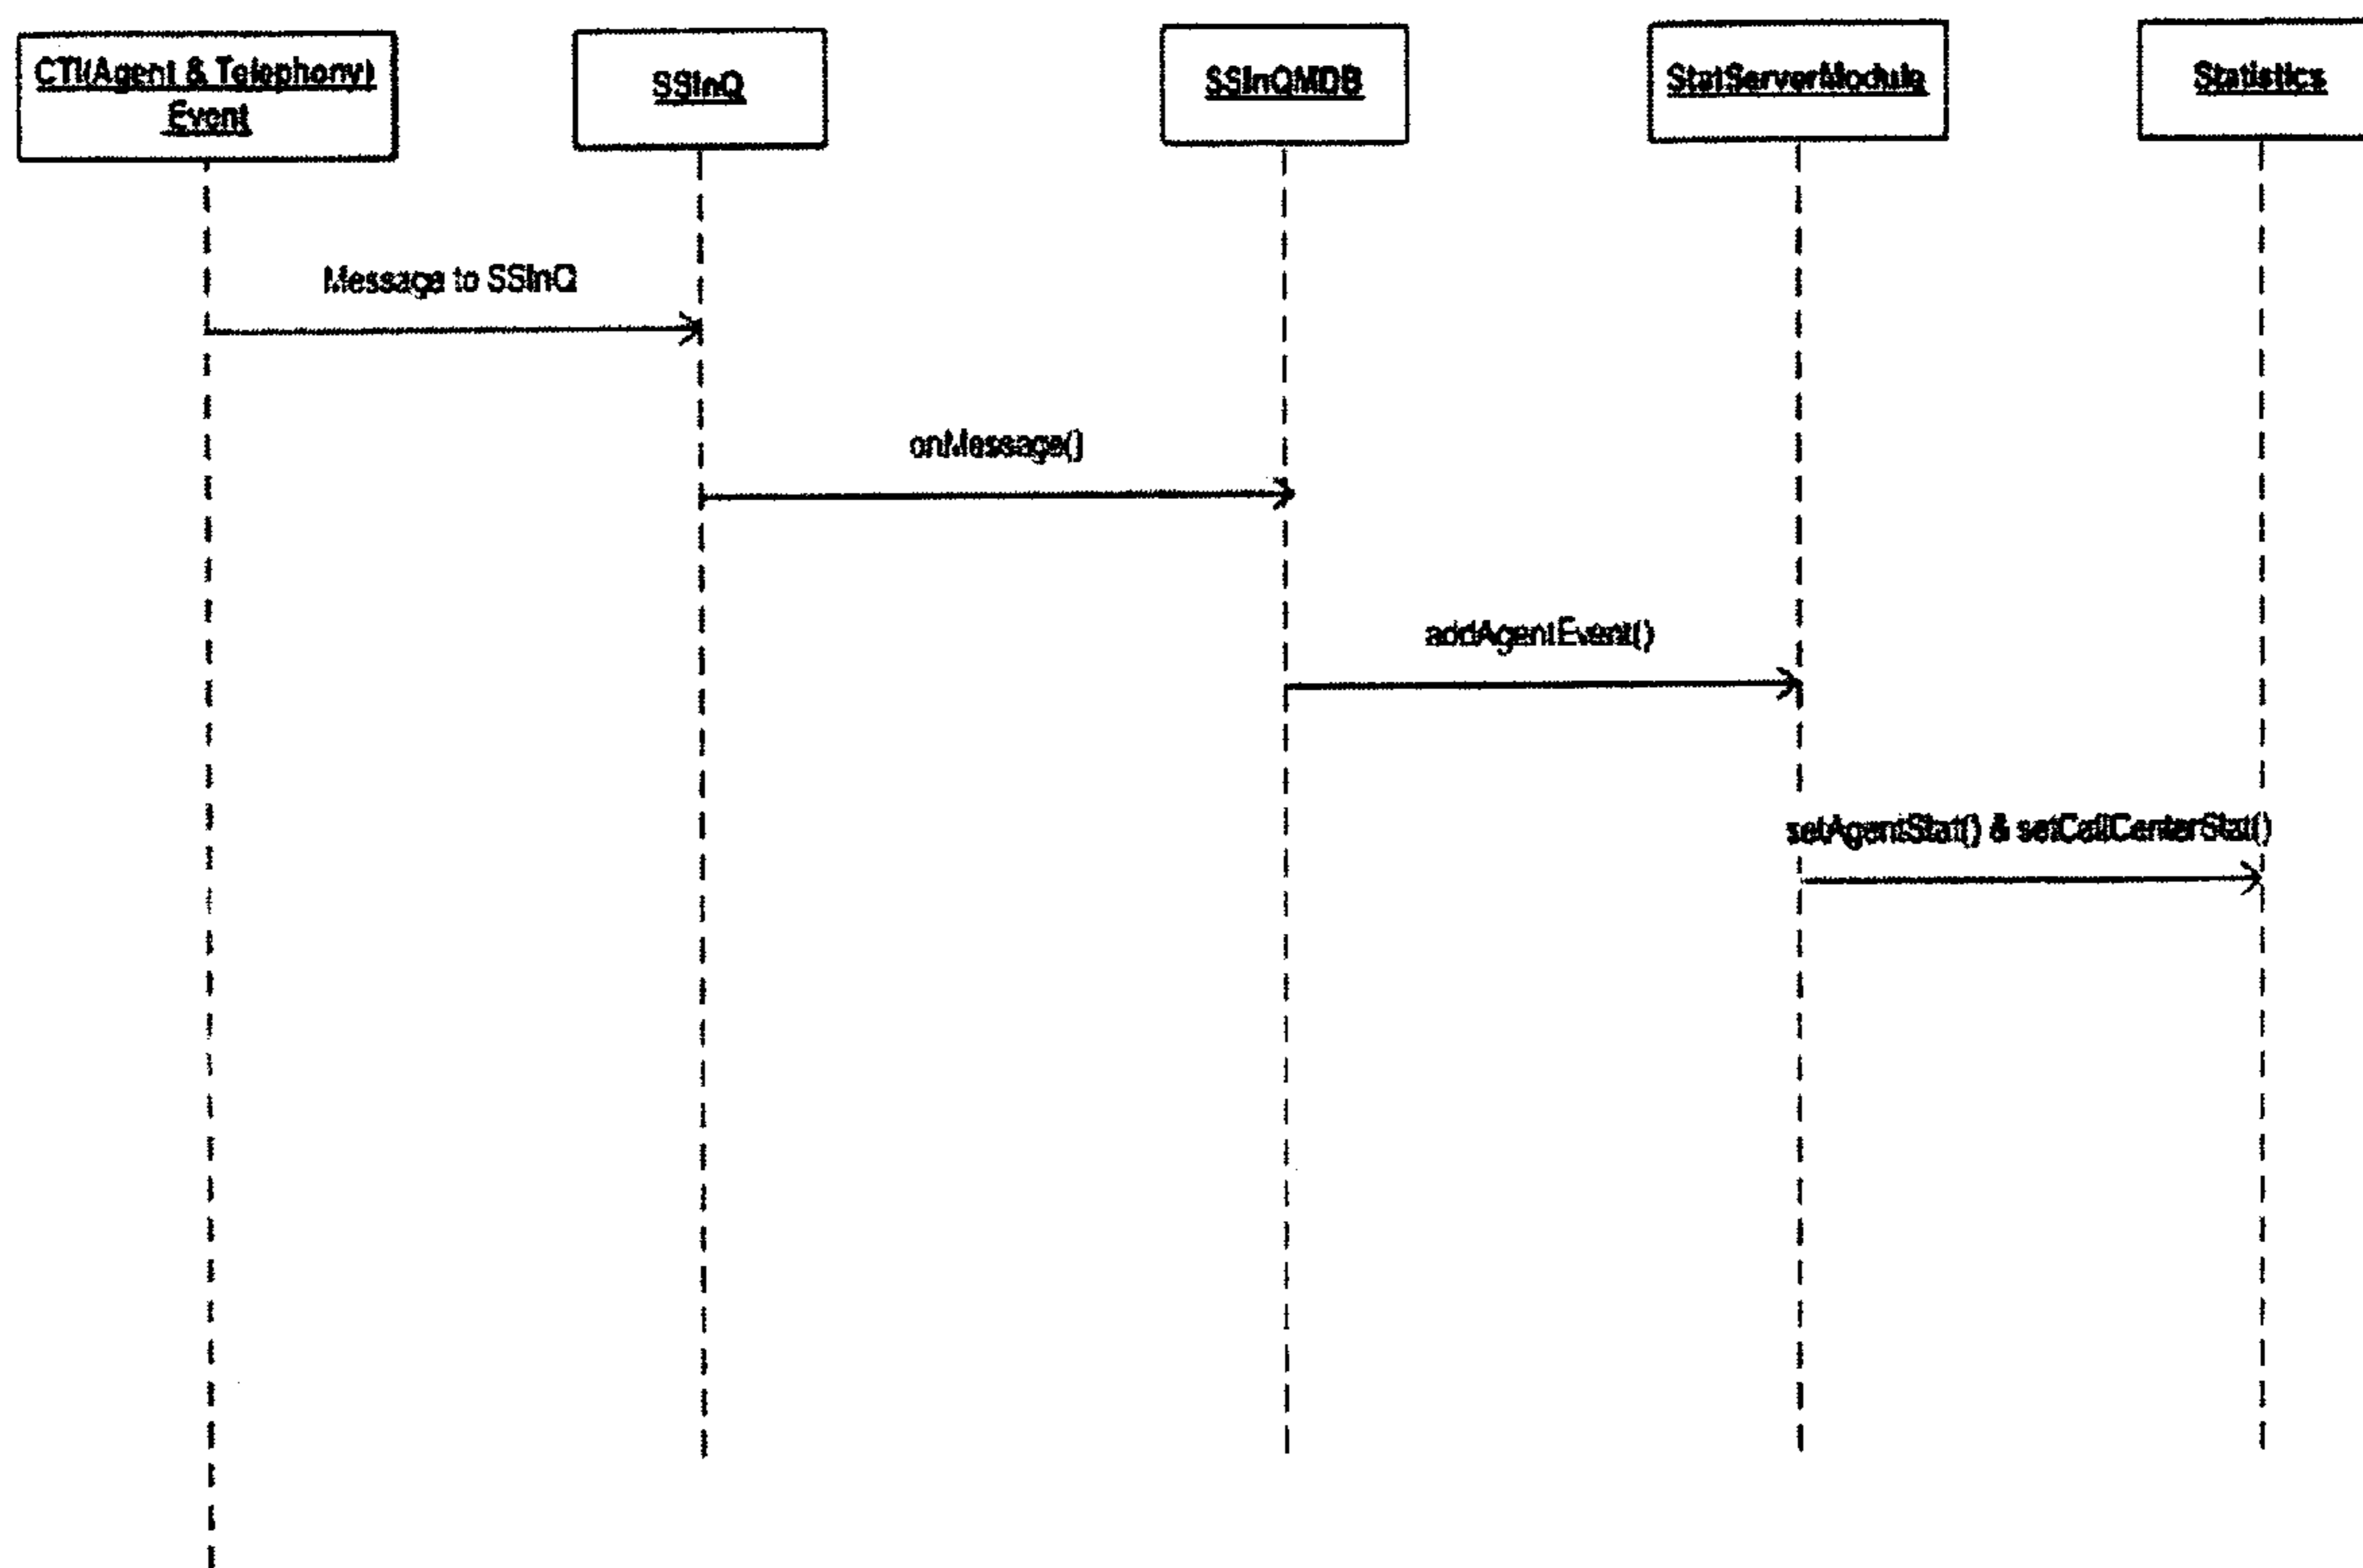 CTI(Agent & Telephony)
Event
SSInQ
SSInQMDB
StatServerModule
Statistics
Message to SSInQ
onMessage()
addAgentEvent()
setAgentStat() & setCallCenterStat()